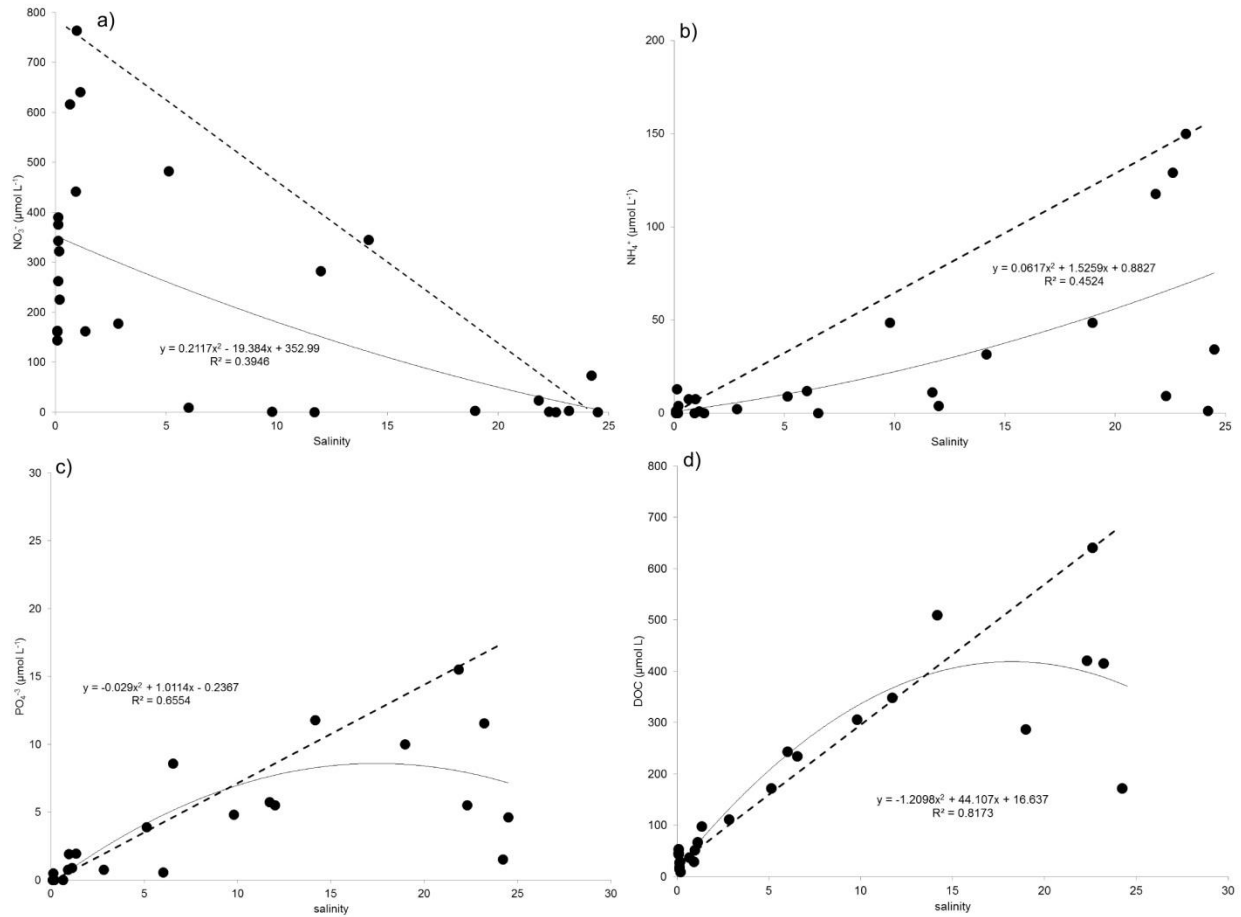 a)
800
700
600
500
400
300
200
100
0
NO₃⁻ (µmol L⁻¹)
y = 0.2117x² - 19.384x + 352.99
R² = 0.3946
0 5 10 15 20 25
Salinity
b)
200
150
100
50
0
NH₄⁺ (µmol L⁻¹)
y = 0.0617x² + 1.5259x + 0.8827
R² = 0.4524
0 5 10 15 20 25
Salinity
c)
30
25
20
15
10
5
0
PO₄⁻³ (µmol L⁻¹)
y = -0.029x² + 1.0114x - 0.2367
R² = 0.6554
0 5 10 15 20 25
salinity
d)
800
700
600
500
400
300
200
100
0
DOC (µmol L)
y = -1.2098x² + 44.107x + 16.637
R² = 0.8173
0 5 10 15 20 25
salinity